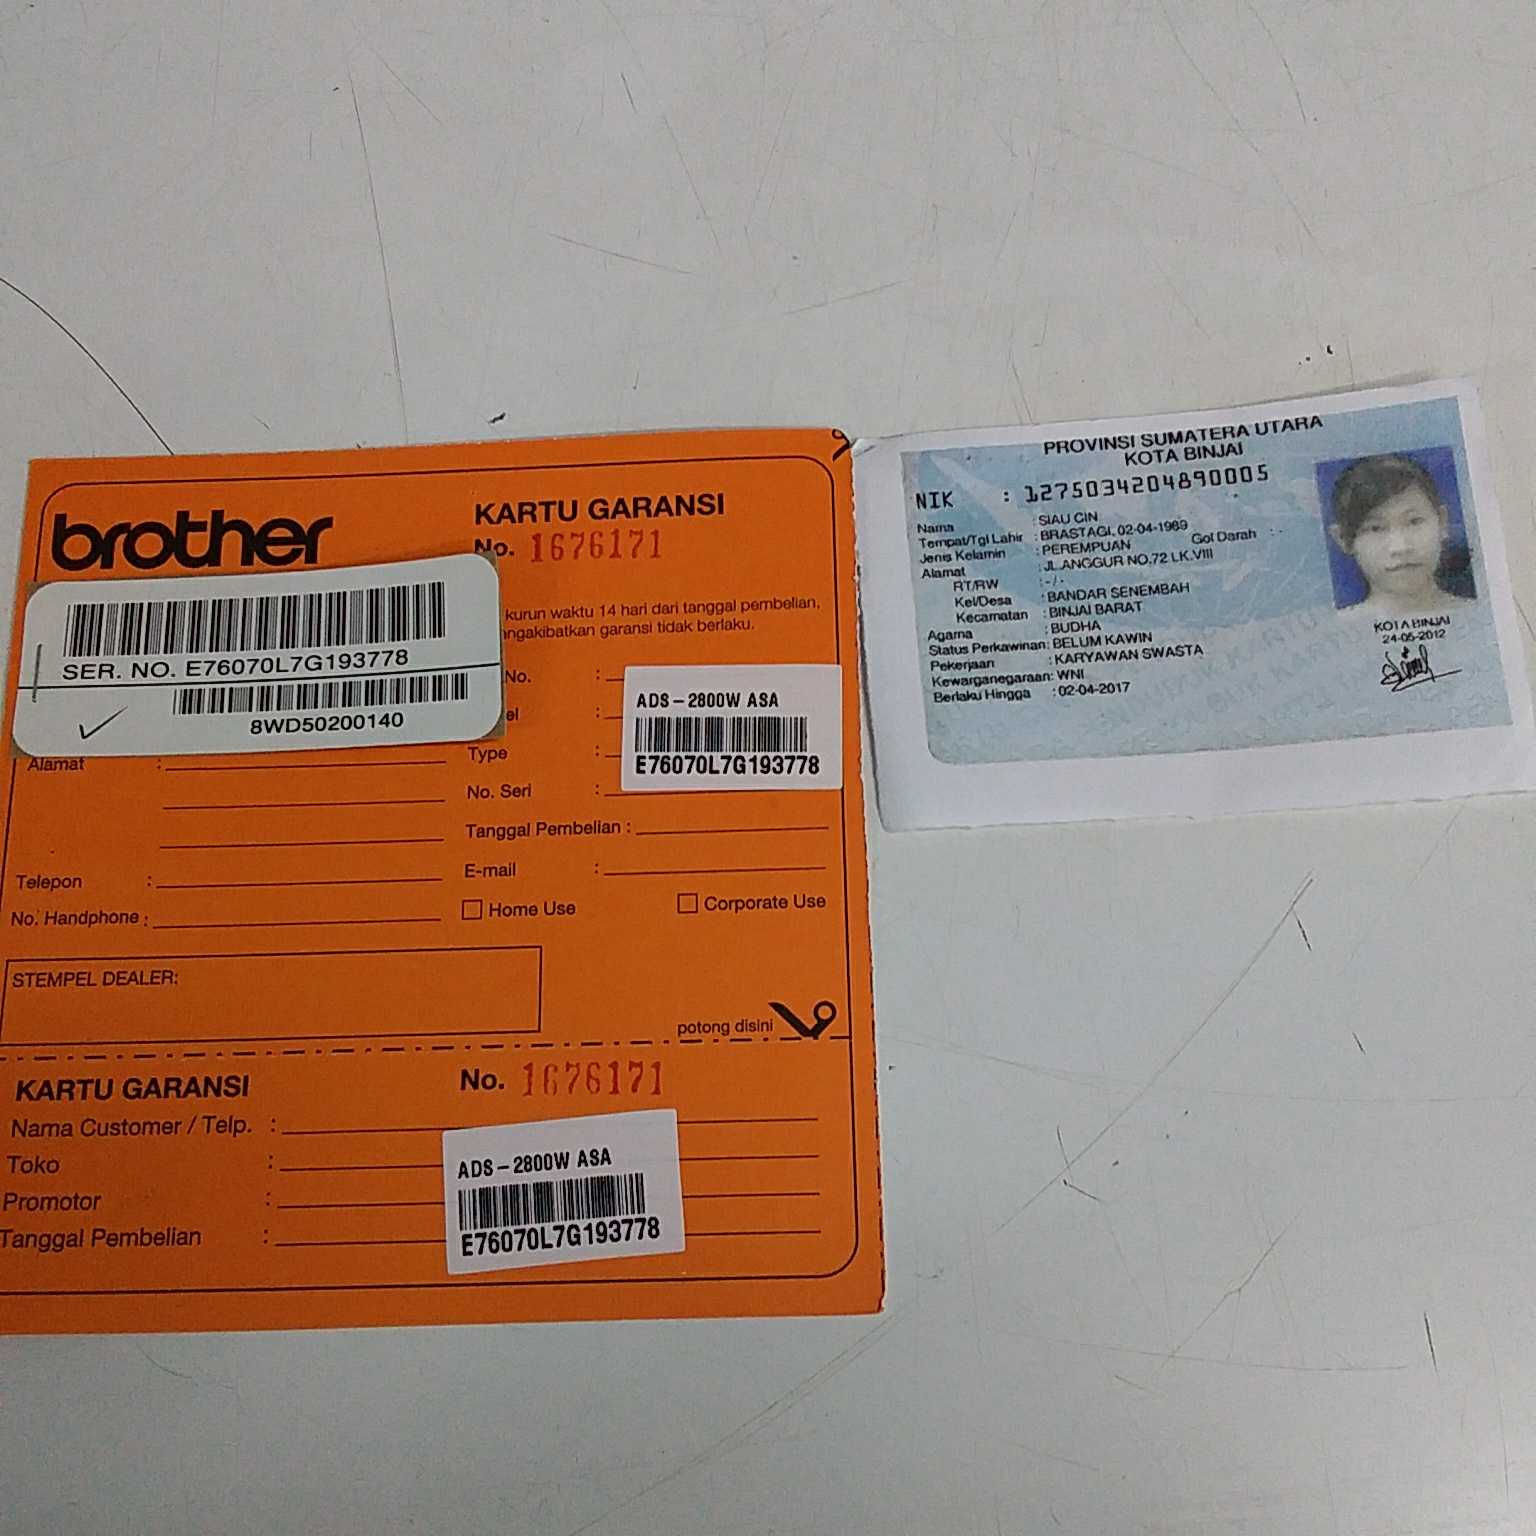 brother
KARTU GARANSI
No. 1676171
kurun waktu 14 hari dari tanggal pembelian,
ngakibatkan garansi tidak berlaku.
SER. NO. E76070L7G193778
8WD50200140
No. :
el :
Type :
No. Seri :
ADS-2800W ASA
E76070L7G193778
Alamat :
Tanggal Pembelian :
Telepon :
E-mail :
No. Handphone :
Home Use
Corporate Use
STEMPEL DEALER:
potong disini
KARTU GARANSI
No. 1676171
Nama Customer / Telp. :
Toko :
Promotor :
Tanggal Pembelian :
ADS-2800W ASA
E76070L7G193778
PROVINSI SUMATERA UTARA
KOTA BINJAI
NIK : 1275034204890005
Nama : SIAU CIN
Tempat/Tgl Lahir : BRASTAGI, 02-04-1989
Jenis Kelamin : PEREMPUAN Gol Darah : -
Alamat : JL.ANGGUR NO.72 LK.VIII
RT/RW : -/-
Kel/Desa : BANDAR SENEMBAH
Kecamatan : BINJAI BARAT
Agama : BUDHA
Status Perkawinan: BELUM KAWIN
Pekerjaan : KARYAWAN SWASTA
Kewarganegaraan: WNI
Berlaku Hingga : 02-04-2017
KOTA BINJAI
24-05-2012